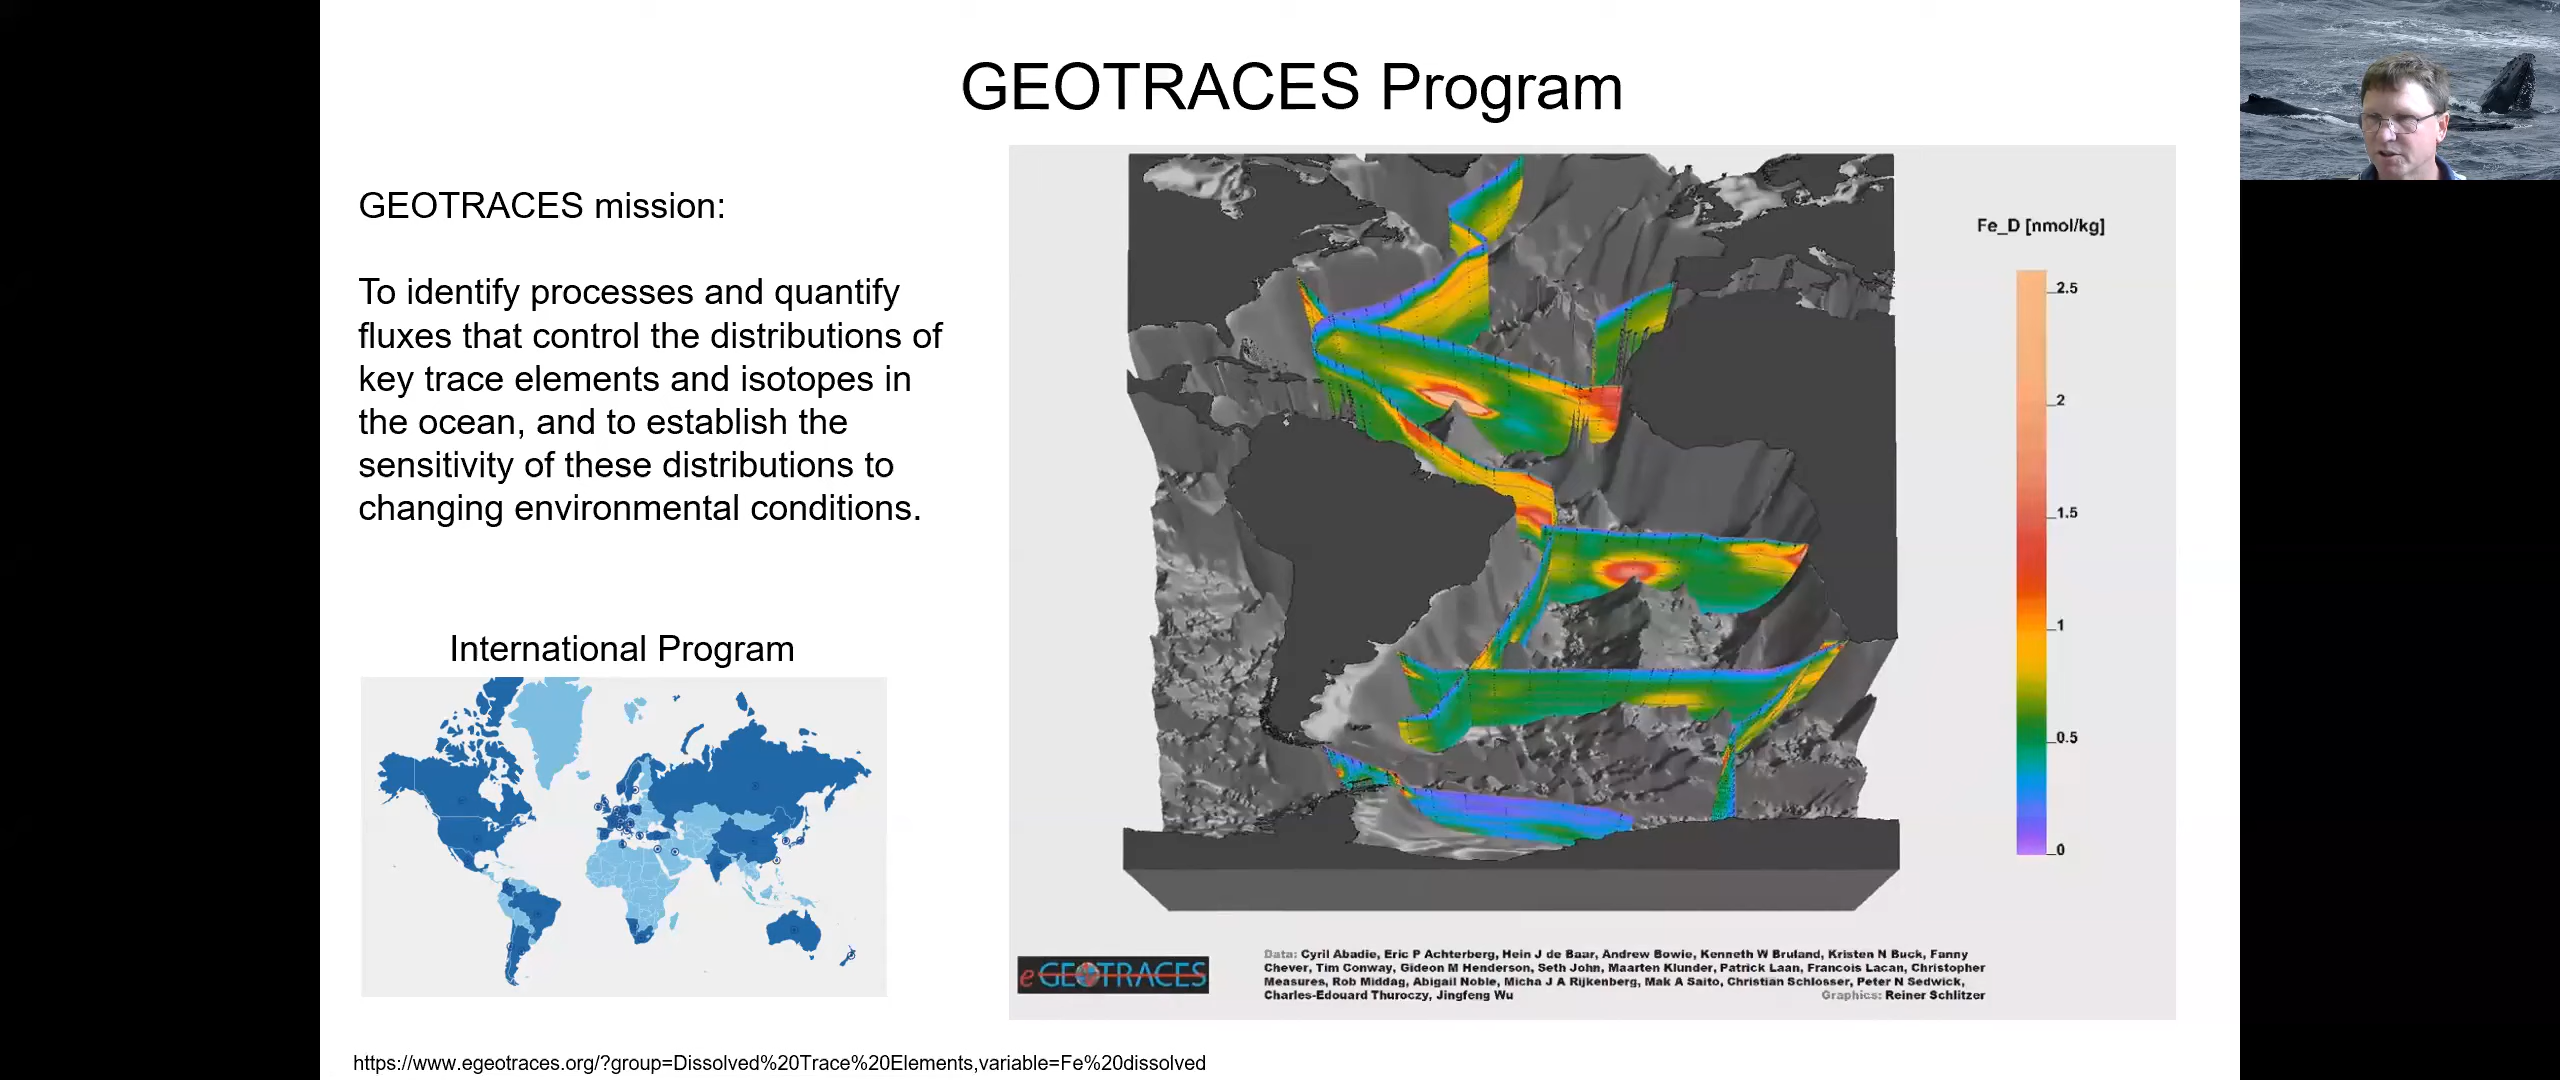 GEOTRACES Program
GEOTRACES mission:
To identify processes and quantify
fluxes that control the distributions of
key trace elements and isotopes in
the ocean, and to establish the
sensitivity of these distributions to
changing environmental conditions.
International Program
Fe_D [nmol/kg]
2.5
2
1.5
1
0.5
0
eGEOTRACES
Data: Cyril Abadie, Eric P Achterberg, Hein J de Baar, Andrew Bowie, Kenneth W Bruland, Kristen N Buck, Fanny
Chever, Tim Conway, Gideon M Henderson, Seth John, Maarten Klunder, Patrick Laan, Francois Lacan, Christopher
Measures, Rob Middag, Abigail Noble, Micha J A Rijkenberg, Mak A Saito, Christian Schlosser, Peter N Sedwick,
Charles-Edouard Thuroczy, Jingfeng Wu
Graphics: Reiner Schlitzer
https://www.egeotraces.org/?group=Dissolved%20Trace%20Elements,variable=Fe%20dissolved